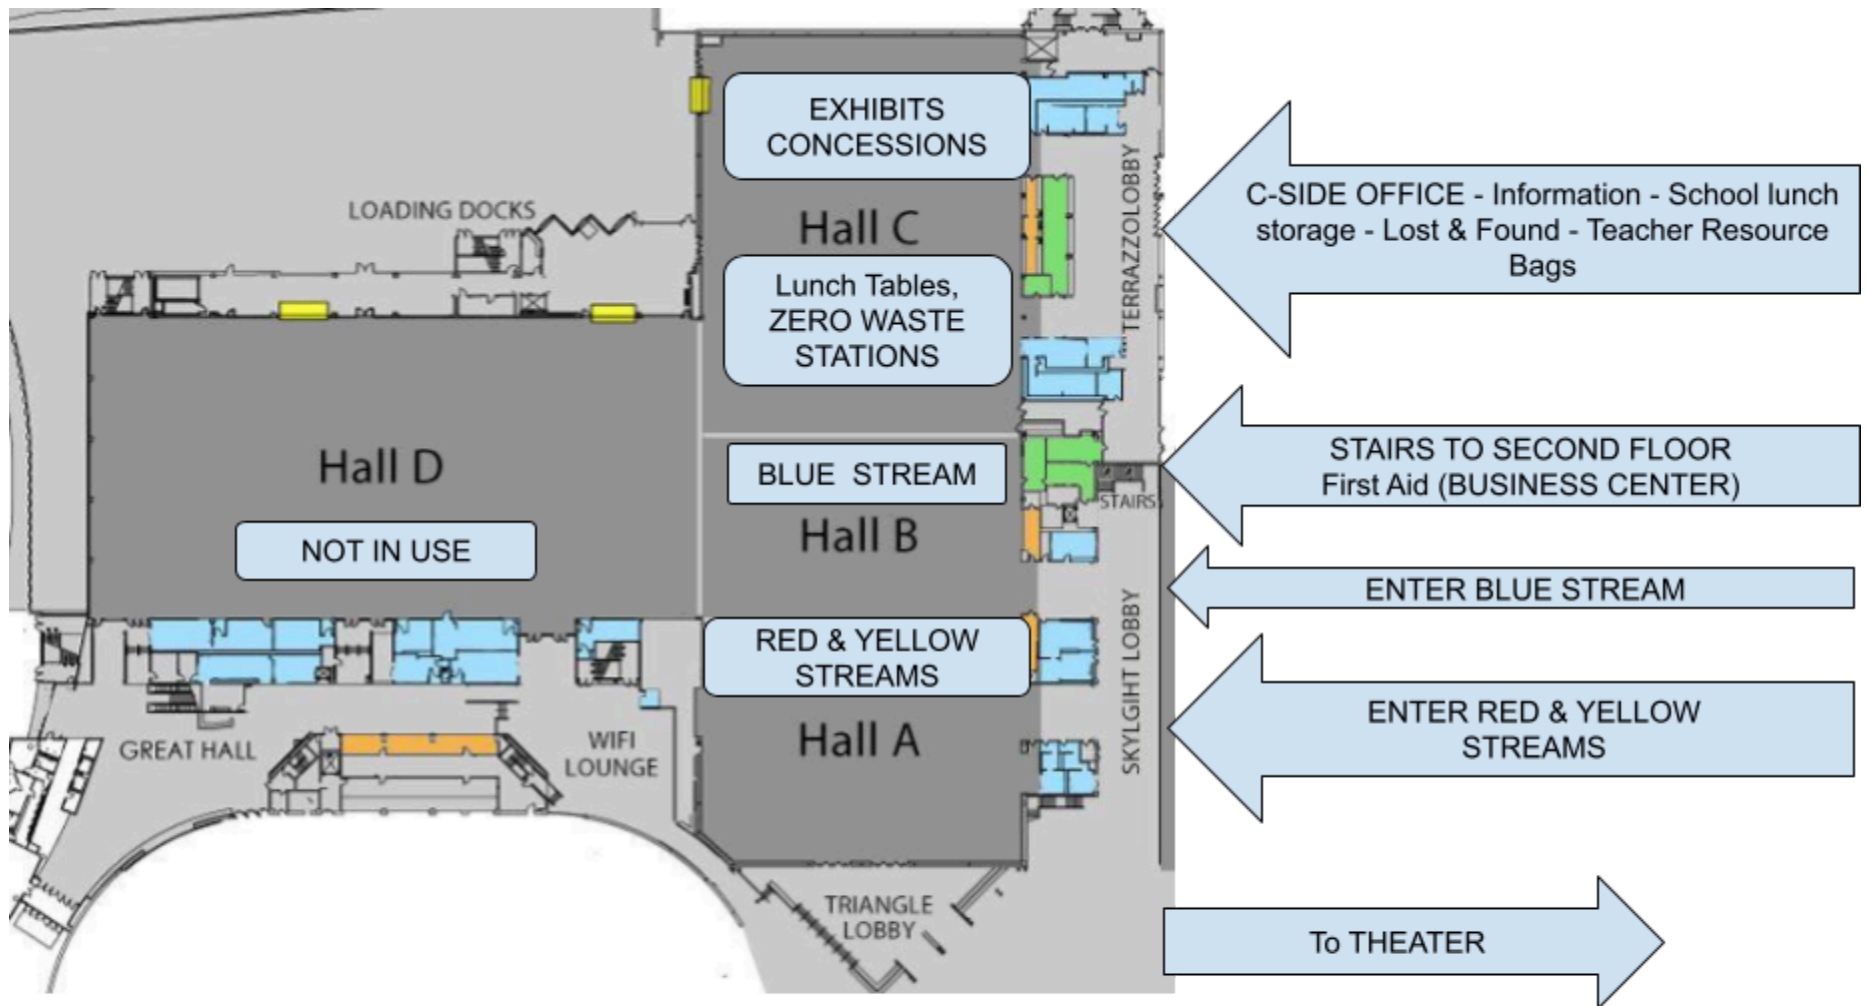 EXHIBITS
CONCESSIONS
LOADING DOCKS
Hall C
TERRAZZOLOBBY
C-SIDE OFFICE - Information - School lunch
storage - Lost & Found - Teacher Resource
Bags
Lunch Tables,
ZERO WASTE
STATIONS
Hall D
BLUE STREAM
STAIRS
STAIRS TO SECOND FLOOR
First Aid (BUSINESS CENTER)
NOT IN USE
Hall B
ENTER BLUE STREAM
RED & YELLOW
STREAMS
SKYLGIHT LOBBY
GREAT HALL
WIFI
LOUNGE
Hall A
ENTER RED & YELLOW
STREAMS
TRIANGLE
LOBBY
To THEATER